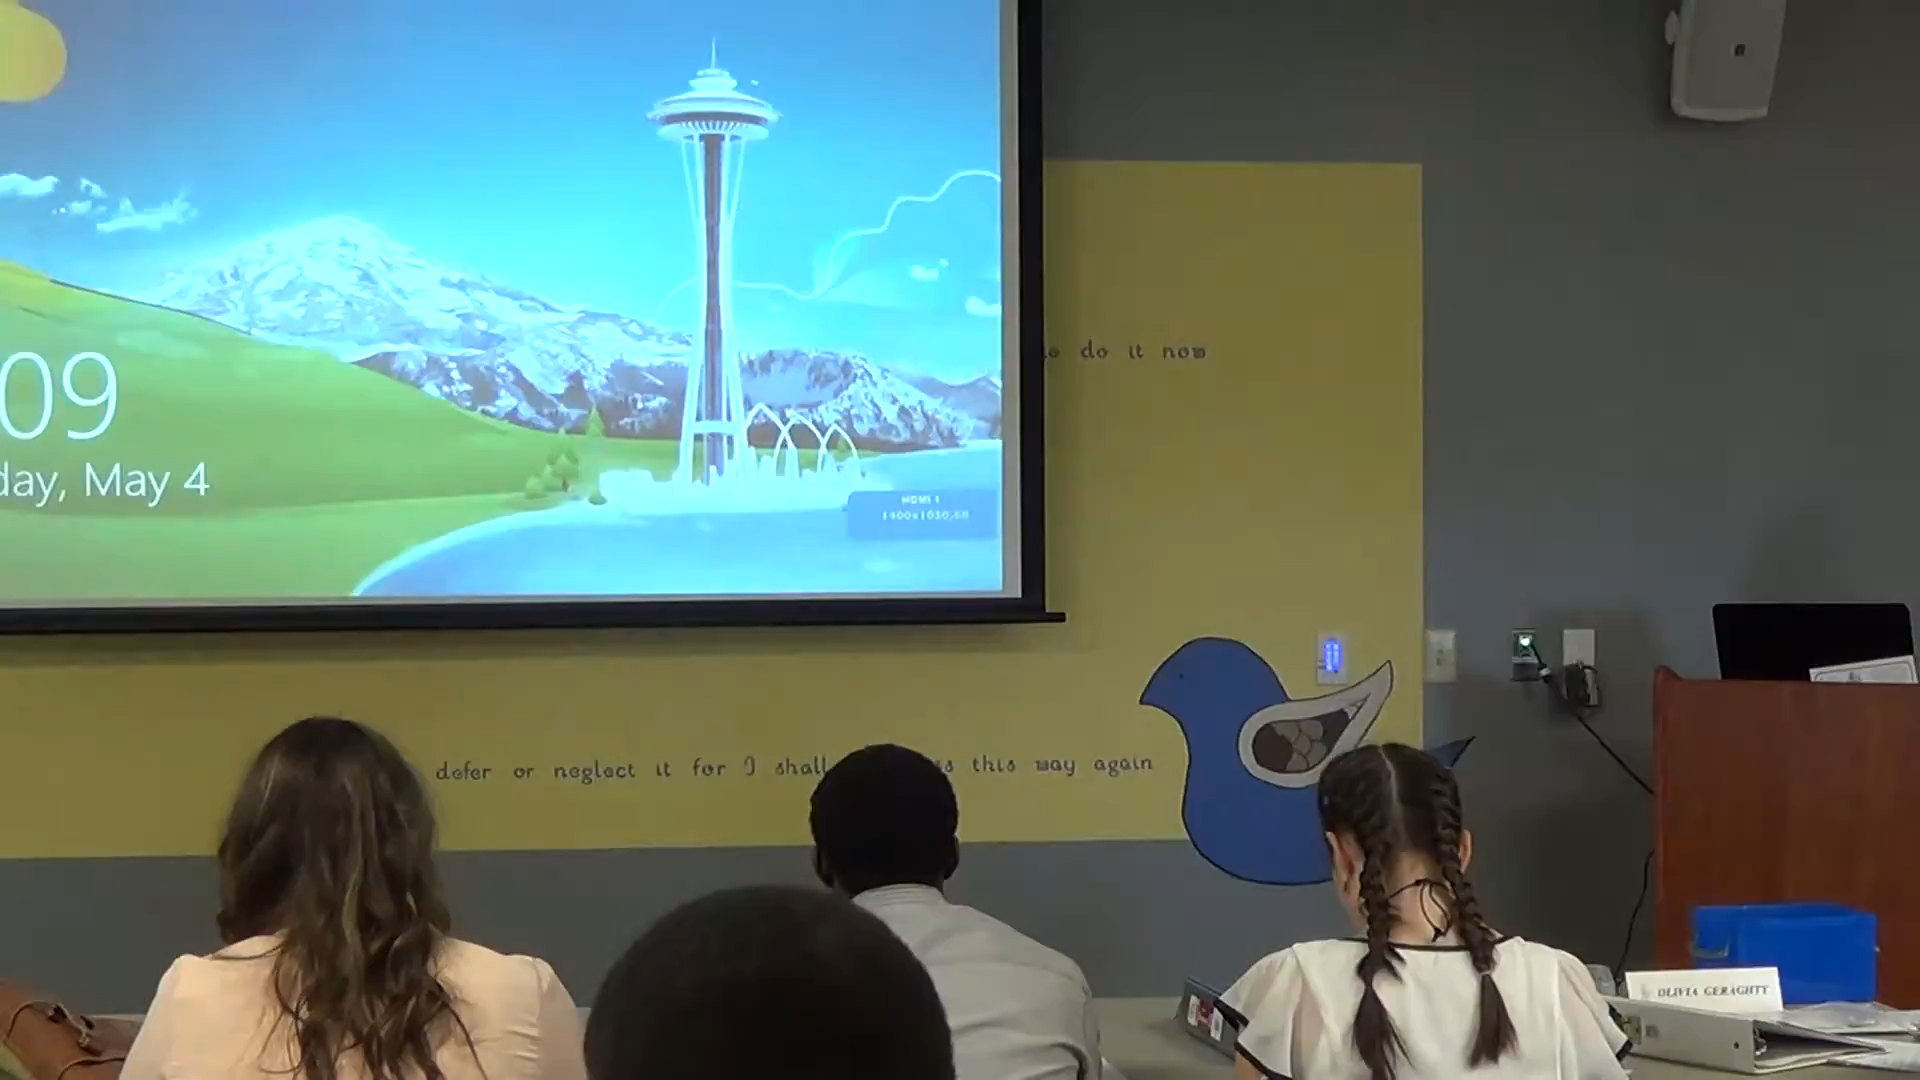 09
day, May 4
HDMI 1
1400x1050,60
do it now
defer or neglect it for I shall
this way again
OLIVIA GERAGHTY